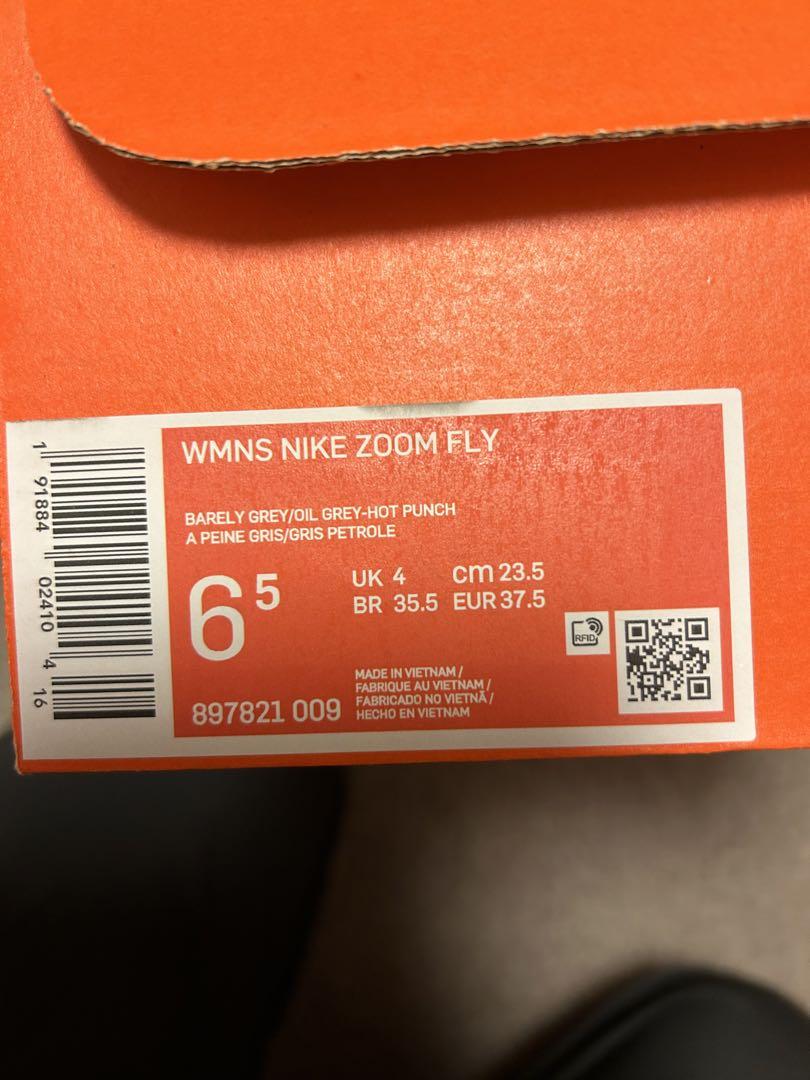 WMNS NIKE ZOOM FLY
BARELY GREY/OIL GREY-HOT PUNCH
A PEINE GRIS/GRIS PETROLE
6 5
UK 4 cm 23.5
BR 35.5 EUR 37.5
RFID
897821 009
MADE IN VIETNAM /
FABRIQUE AU VIETNAM /
FABRICADO NO VIETNÃ /
HECHO EN VIETNAM
1 91884 02410 4 16